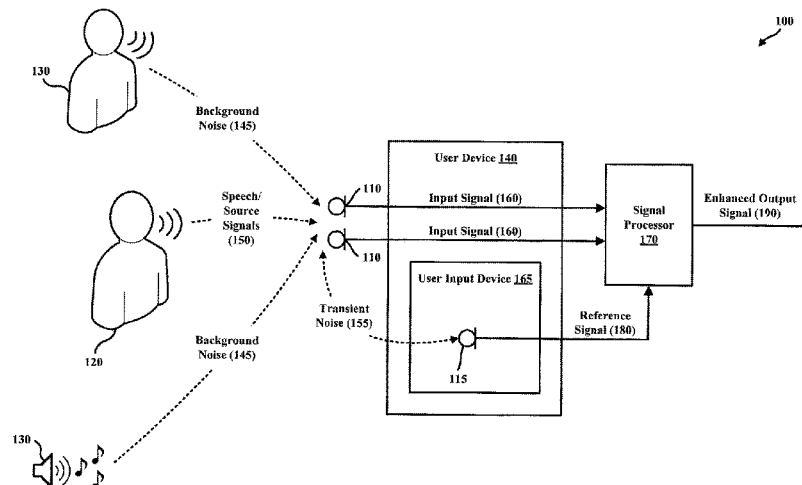 100
130
Background
Noise (145)
User Device 140
110
Input Signal (160)
Speech/
Source
Signals
(150)
Signal
Processor
170
Enhanced Output
Signal (190)
Input Signal (160)
110
User Input Device 165
Transient
Noise (155)
Reference
Signal (180)
120
Background
Noise (145)
115
130